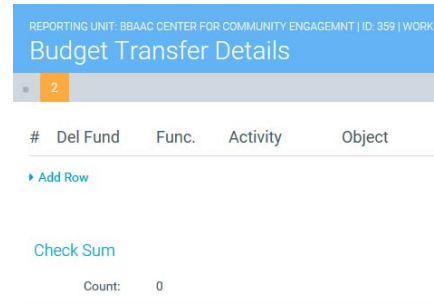 REPORTING UNIT: BBAAC CENTER FOR COMMUNITY ENGAGEMNT | ID: 359 | WORK
Budget Transfer Details
2
# Del Fund Func. Activity Object
Add Row
Check Sum
Count: 0